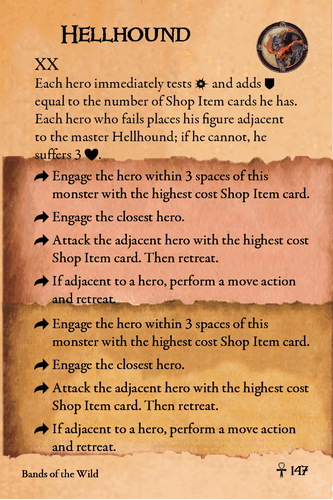 HELLHOUND
XX
Each hero immediately tests and adds
equal to the number of Shop Item cards he has.
Each hero who fails places his figure adjacent
to the master Hellhound; if he cannot, he
suffers 3 .
Engage the hero within 3 spaces of this
monster with the highest cost Shop Item card.
Engage the closest hero.
Attack the adjacent hero with the highest cost
Shop Item card. Then retreat.
If adjacent to a hero, perform a move action
and retreat.
Engage the hero within 3 spaces of this
monster with the highest cost Shop Item card.
Engage the closest hero.
Attack the adjacent hero with the highest cost
Shop Item card. Then retreat.
If adjacent to a hero, perform a move action
and retreat.
Bands of the Wild
147